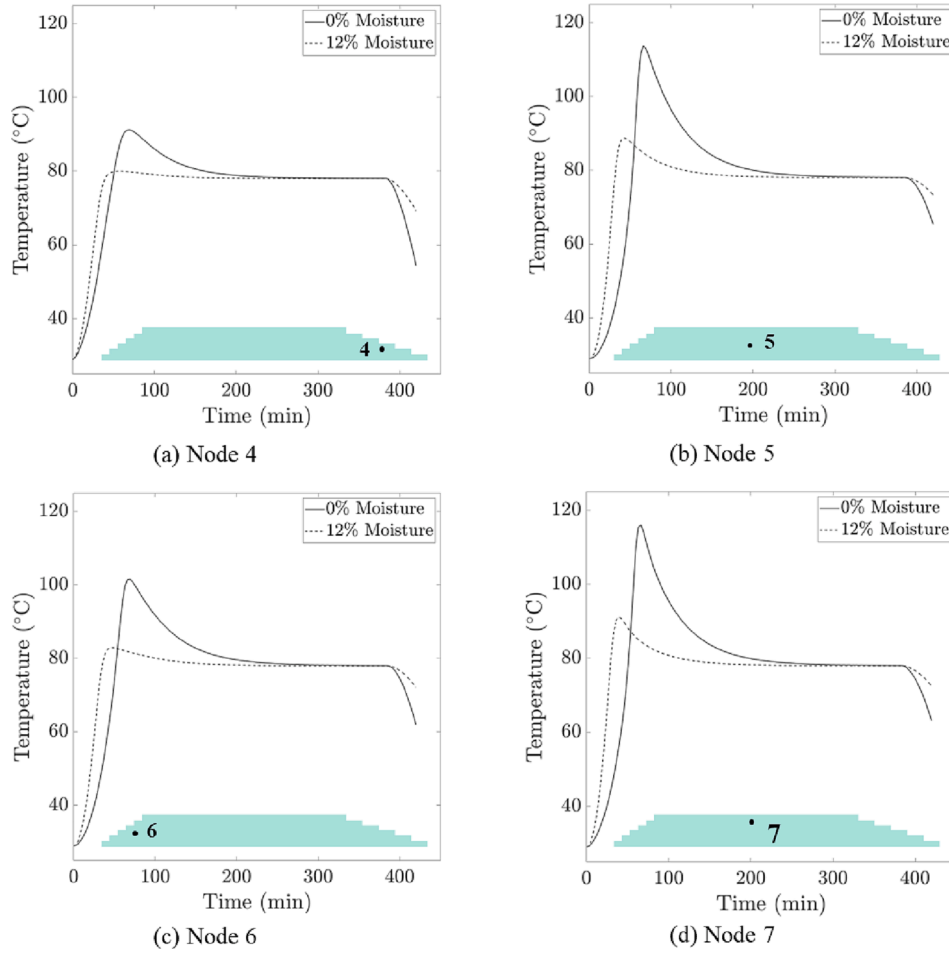 120
100
80
60
40
Temperature (°C)
0% Moisture
12% Moisture
4
0 100 200 300 400
Time (min)
(a) Node 4
120
100
80
60
40
Temperature (°C)
0% Moisture
12% Moisture
5
0 100 200 300 400
Time (min)
(b) Node 5
120
100
80
60
40
Temperature (°C)
0% Moisture
12% Moisture
6
0 100 200 300 400
Time (min)
(c) Node 6
120
100
80
60
40
Temperature (°C)
0% Moisture
12% Moisture
7
0 100 200 300 400
Time (min)
(d) Node 7